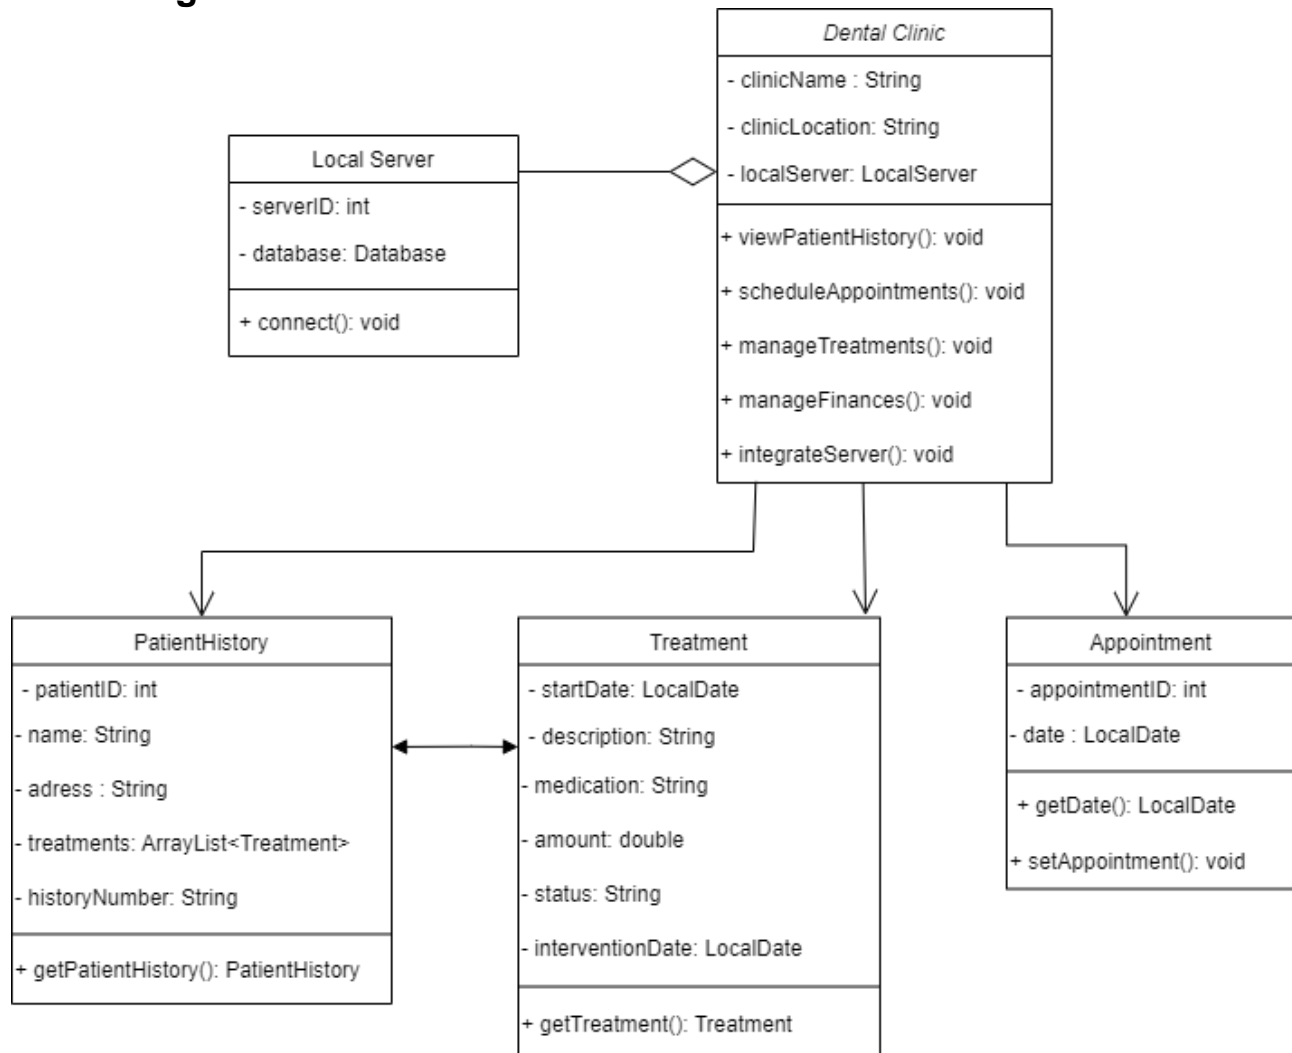 Dental Clinic
- clinicName : String
- clinicLocation: String
- localServer: LocalServer
+ viewPatientHistory(): void
+ scheduleAppointments(): void
+ manageTreatments(): void
+ manageFinances(): void
+ integrateServer(): void
Local Server
- serverID: int
- database: Database
+ connect(): void
PatientHistory
- patientID: int
- name: String
- adress : String
- treatments: ArrayList<Treatment>
- historyNumber: String
+ getPatientHistory(): PatientHistory
Treatment
- startDate: LocalDate
- description: String
- medication: String
- amount: double
- status: String
- interventionDate: LocalDate
+ getTreatment(): Treatment
Appointment
- appointmentID: int
- date : LocalDate
+ getDate(): LocalDate
+ setAppointment(): void